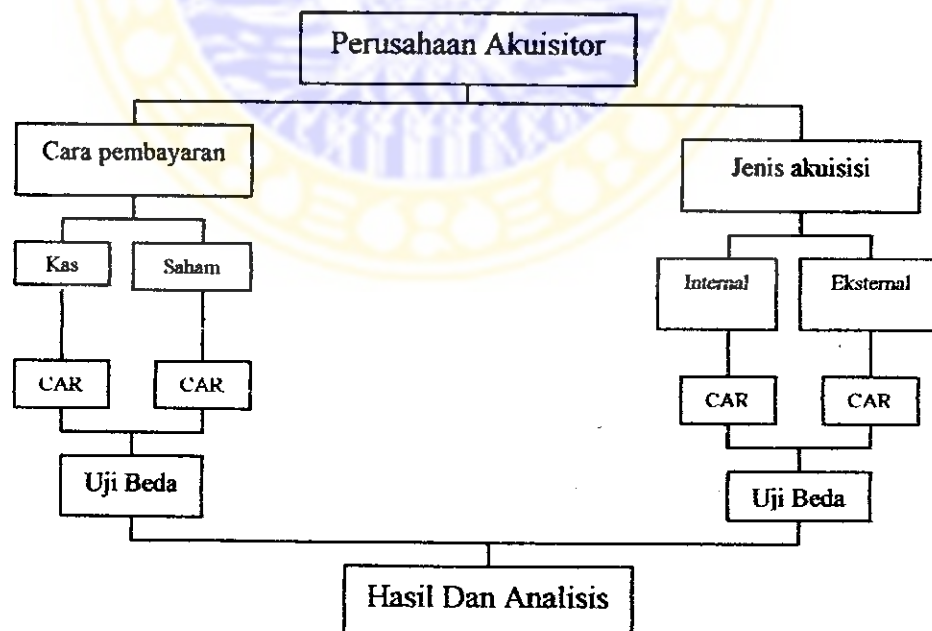 Perusahaan Akuisitor
Cara pembayaran
Jenis akuisisi
Kas
Saham
Internal
Eksternal
CAR
CAR
CAR
CAR
Uji Beda
Uji Beda
Hasil Dan Analisis